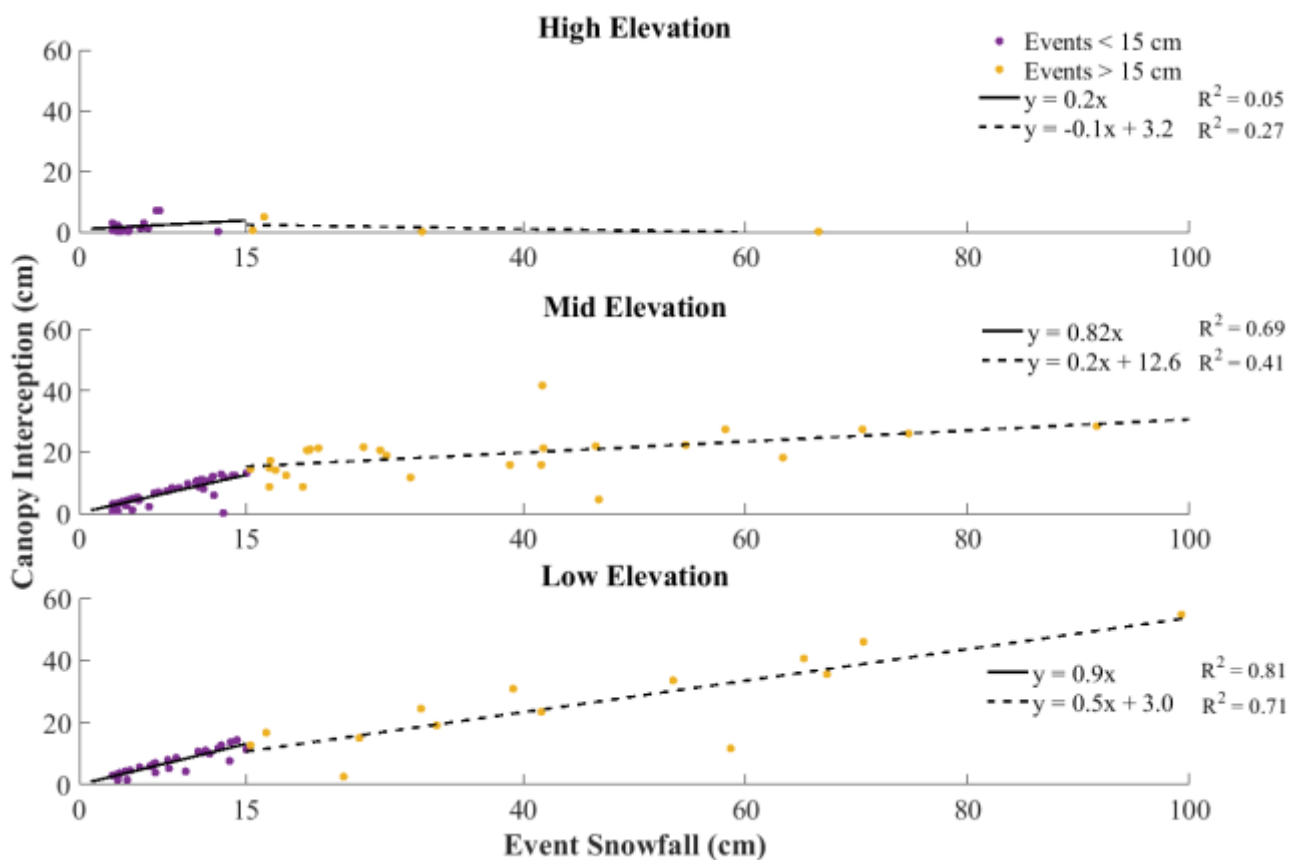 High Elevation
Events < 15 cm
Events > 15 cm
y = 0.2x R² = 0.05
y = -0.1x + 3.2 R² = 0.27
60
40
20
0
0 15 40 60 80 100
Mid Elevation
y = 0.82x R² = 0.69
y = 0.2x + 12.6 R² = 0.41
60
40
20
0
0 15 40 60 80 100
Canopy Interception (cm)
Low Elevation
y = 0.9x R² = 0.81
y = 0.5x + 3.0 R² = 0.71
60
40
20
0
0 15 40 60 80 100
Event Snowfall (cm)